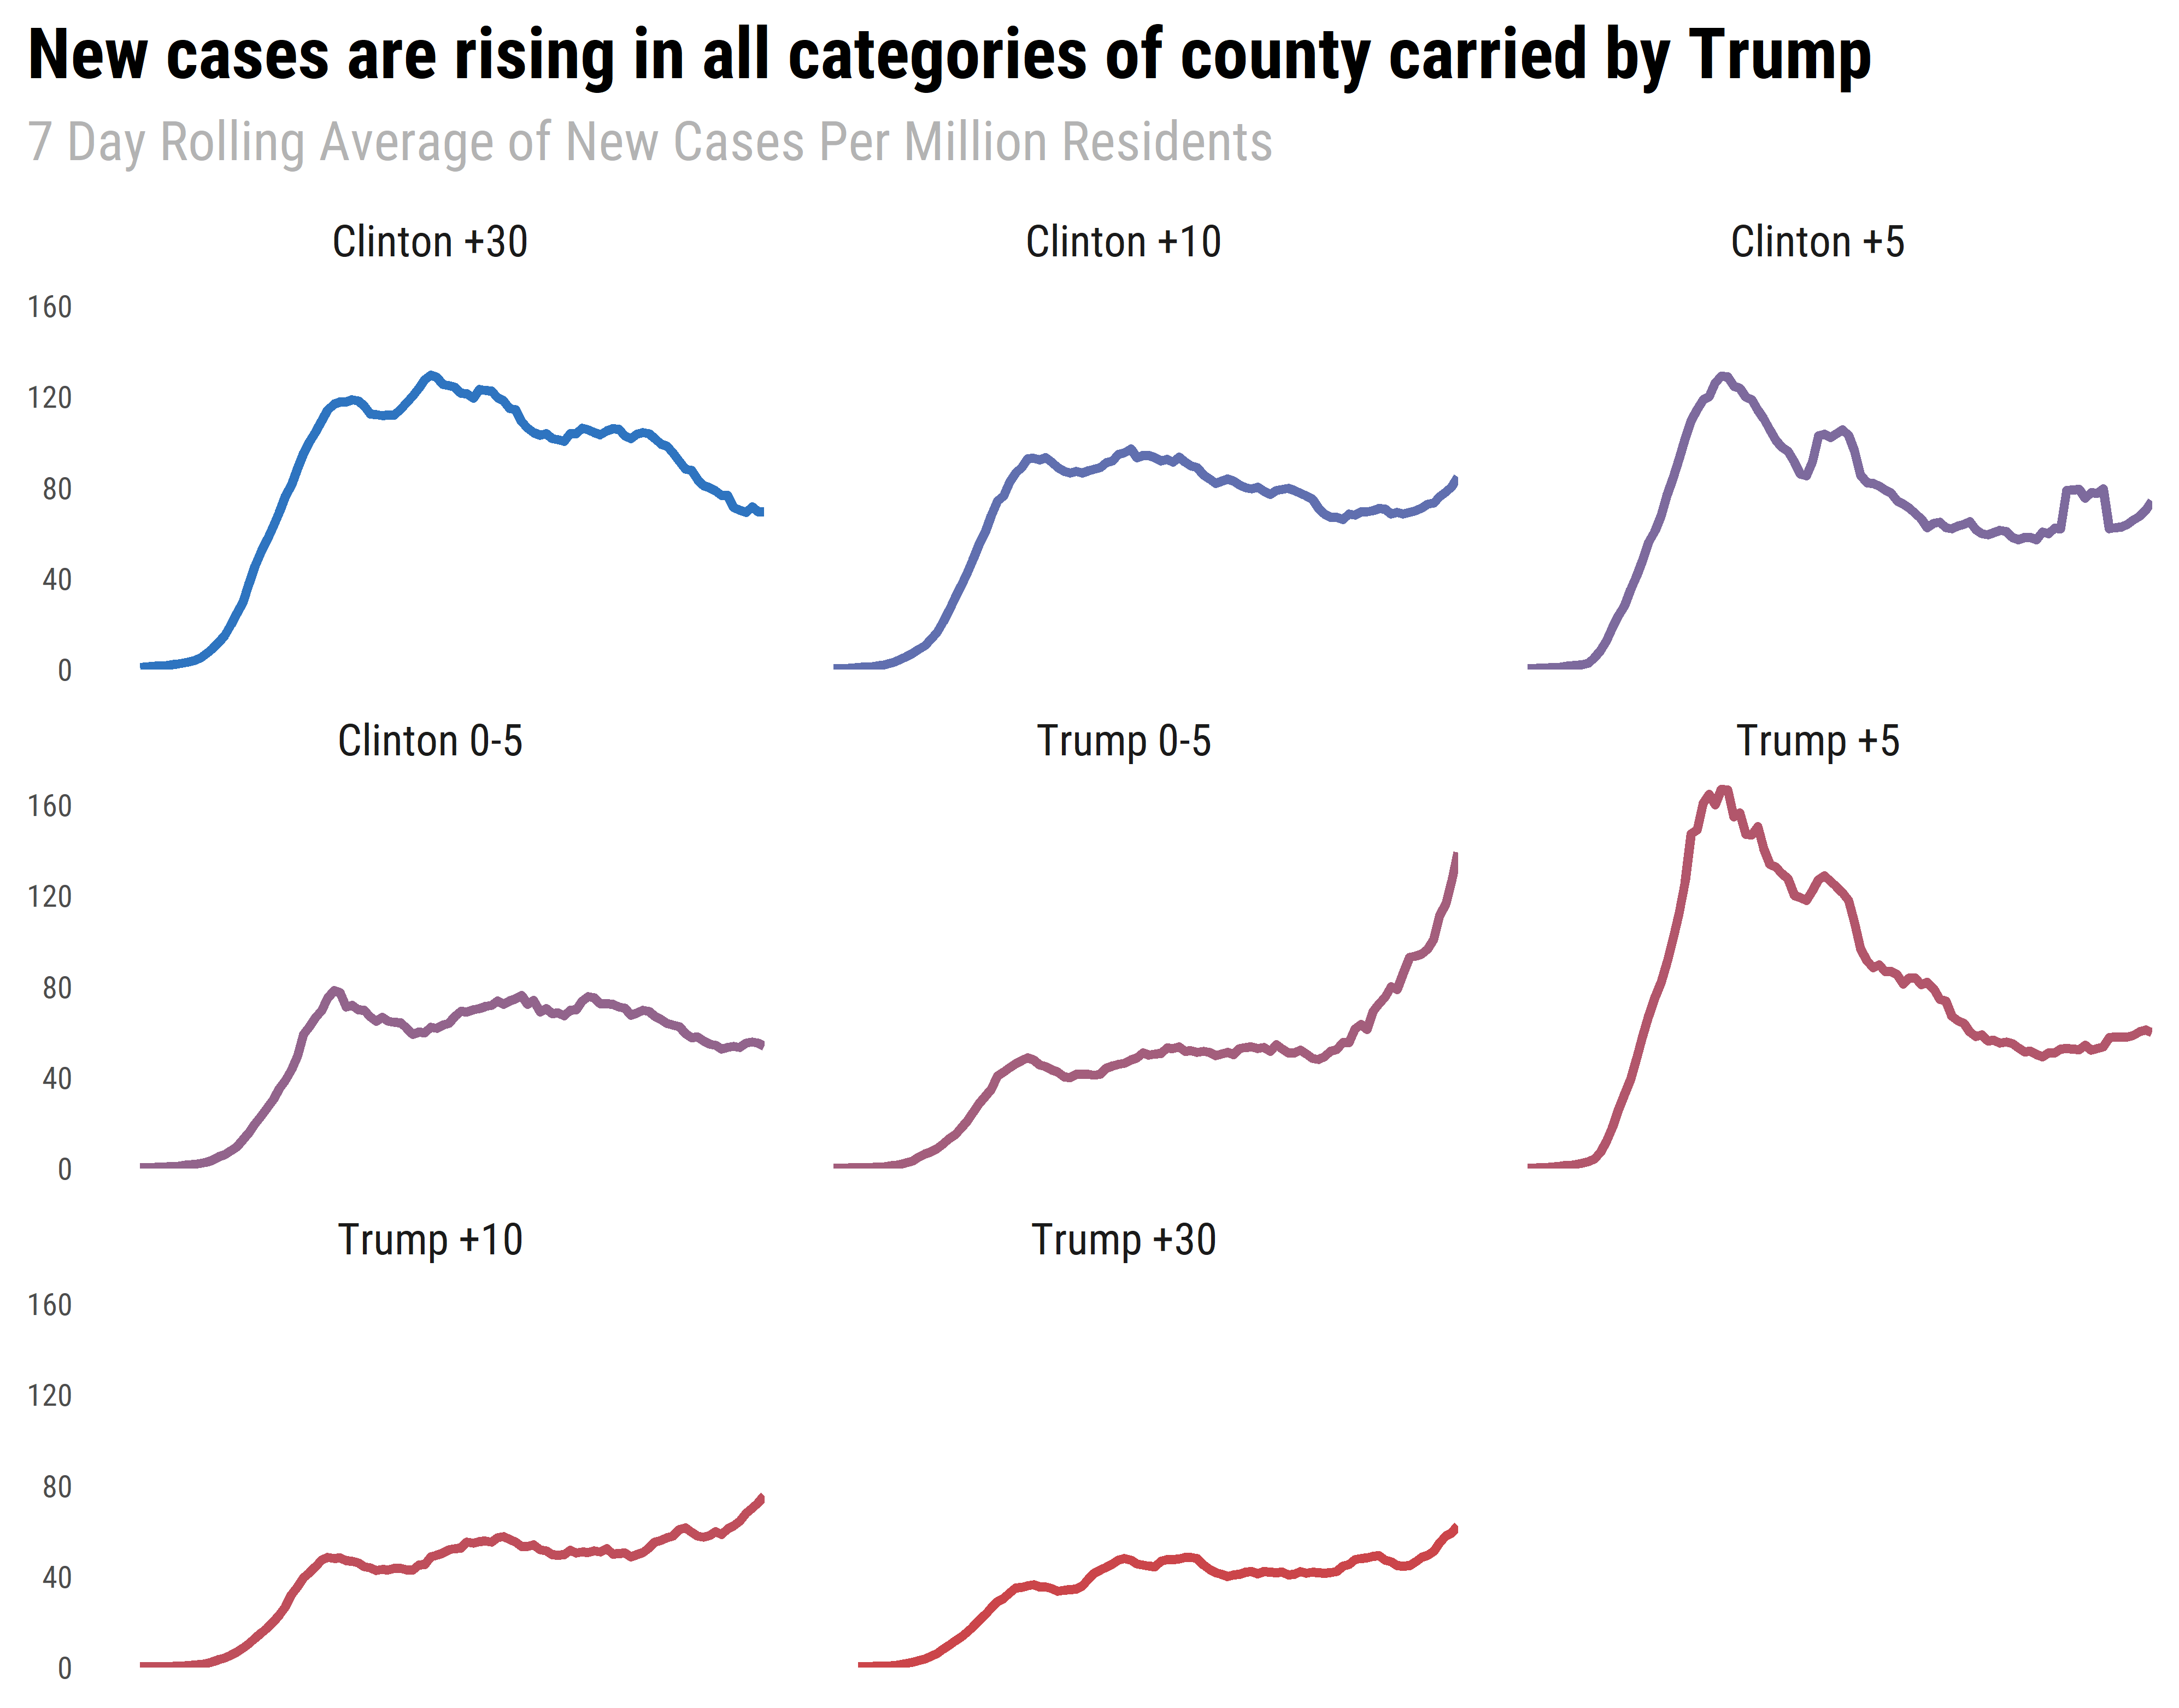 New cases are rising in all categories of county carried by Trump
7 Day Rolling Average of New Cases Per Million Residents
Clinton +30
Clinton +10
Clinton +5
160
120
80
40
0
Clinton 0-5
Trump 0-5
Trump +5
160
120
80
40
0
Trump +10
Trump +30
160
120
80
40
0